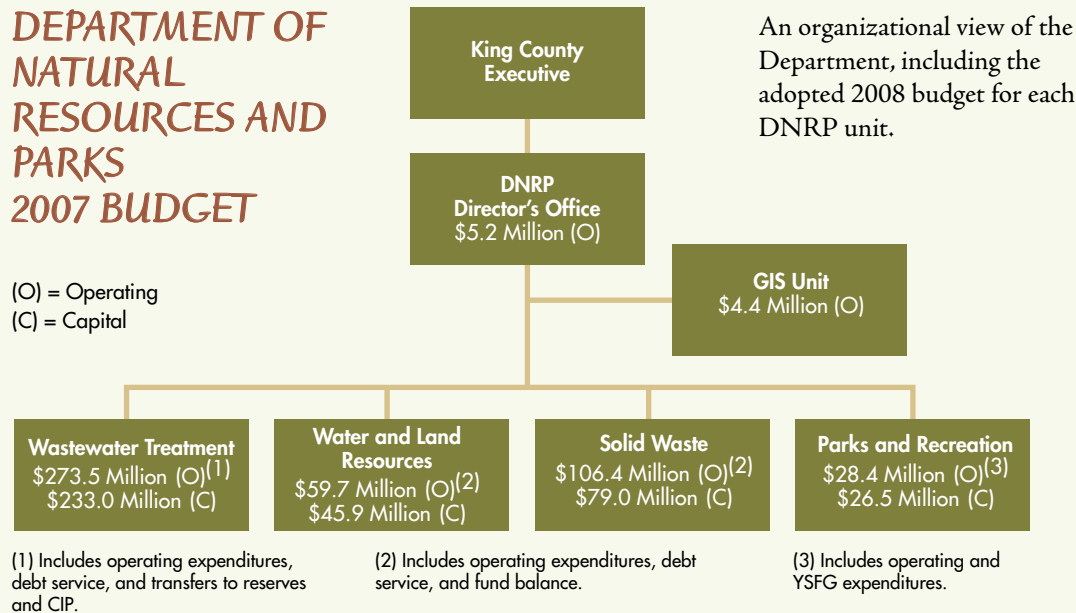 DEPARTMENT OF
NATURAL
RESOURCES AND
PARKS
2007 BUDGET
(O) = Operating
(C) = Capital
King County
Executive
An organizational view of the
Department, including the
adopted 2008 budget for each
DNRP unit.
DNRP
Director's Office
$5.2 Million (O)
GIS Unit
$4.4 Million (O)
Wastewater Treatment
$273.5 Million (O)(1)
$233.0 Million (C)
Water and Land
Resources
$59.7 Million (O)(2)
$45.9 Million (C)
Solid Waste
$106.4 Million (O)(2)
$79.0 Million (C)
Parks and Recreation
$28.4 Million (O)(3)
$26.5 Million (C)
(1) Includes operating expenditures,
debt service, and transfers to reserves
and CIP.
(2) Includes operating expenditures, debt
service, and fund balance.
(3) Includes operating and
YSFG expenditures.